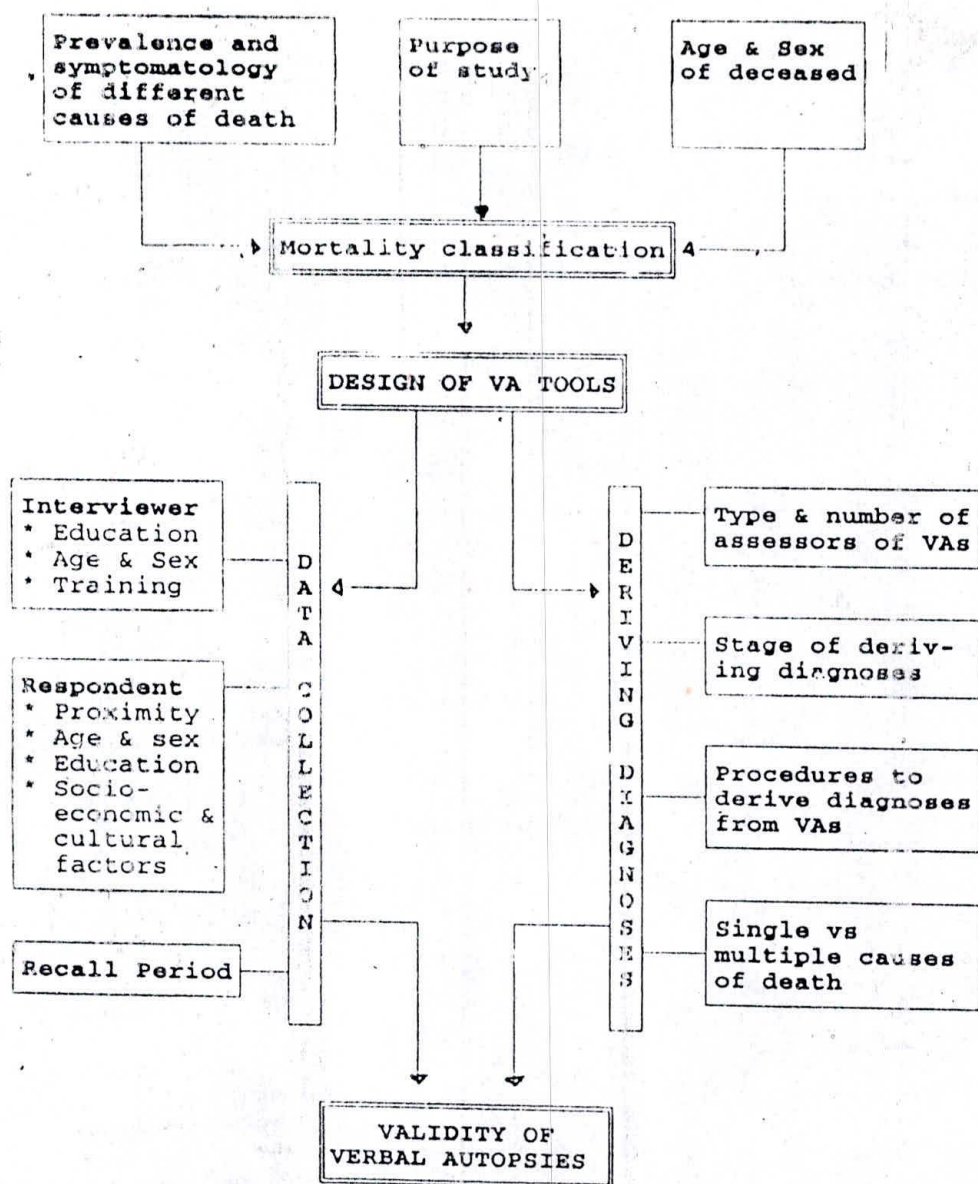 Prevalence and
symptomatology
of different
causes of death
Purpose
of study
Age & Sex
of deceased
Mortality classification
DESIGN OF VA TOOLS
Interviewer
* Education
* Age & Sex
* Training
Respondent
* Proximity
* Age & sex
* Education
* Socio-
economic &
cultural
factors
Recall Period
DATA COLLECTION
DERIVING DIAGNOSES
Type & number of
assessors of VAs
Stage of deriv-
ing diagnoses
Procedures to
derive diagnoses
from VAs
Single vs
multiple causes
of death
VALIDITY OF
VERBAL AUTOPSIES